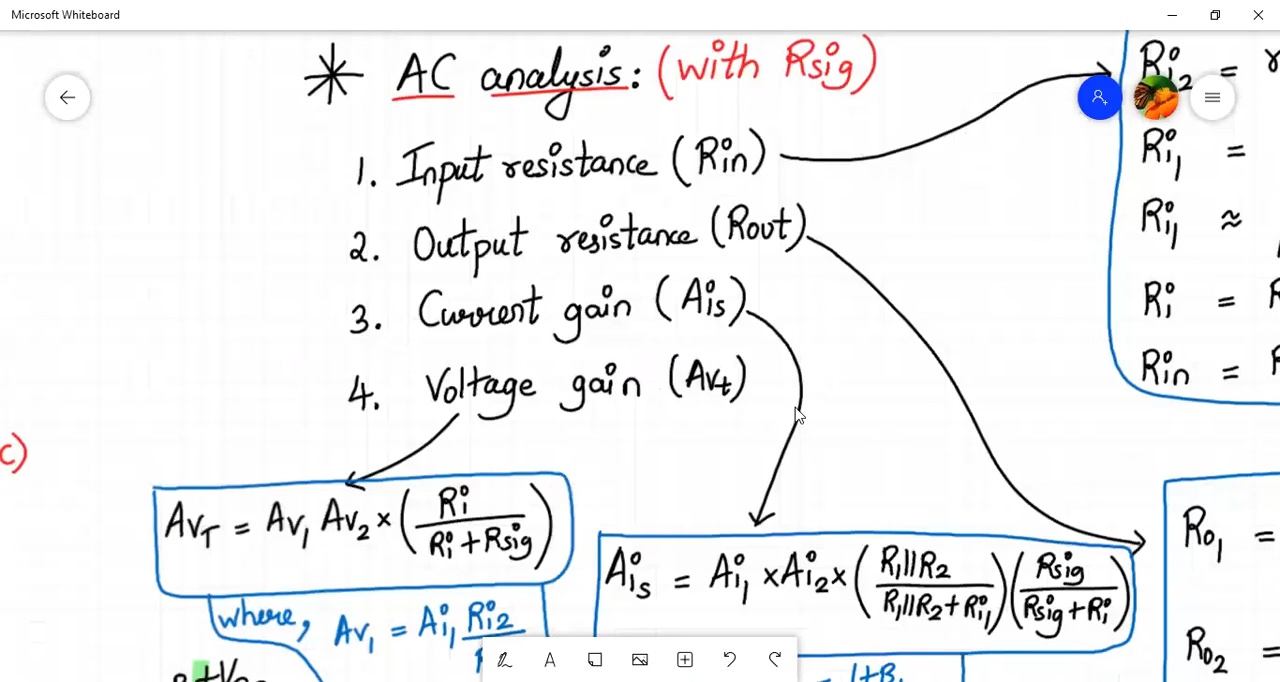 Microsoft Whiteboard
* AC analysis: (with Rsig)
1. Input resistance (Rin)
2. Output resistance (Rout)
3. Current gain (Ais)
4. Voltage gain (Avt)
Ri2 =
Ri1 =
Ri1 ≈
Ri = R
Rin =
c)
AvT = Av1 Av2 × (Ri / (Ri + Rsig))
Ais = Ai1 × Ai2 × (R1||R2 / (R1||R2 + Ri1)) (Rsig / (Rsig + Ri))
Ro1 =
Ro2 =
where, Av1 = Ai1 Ri2